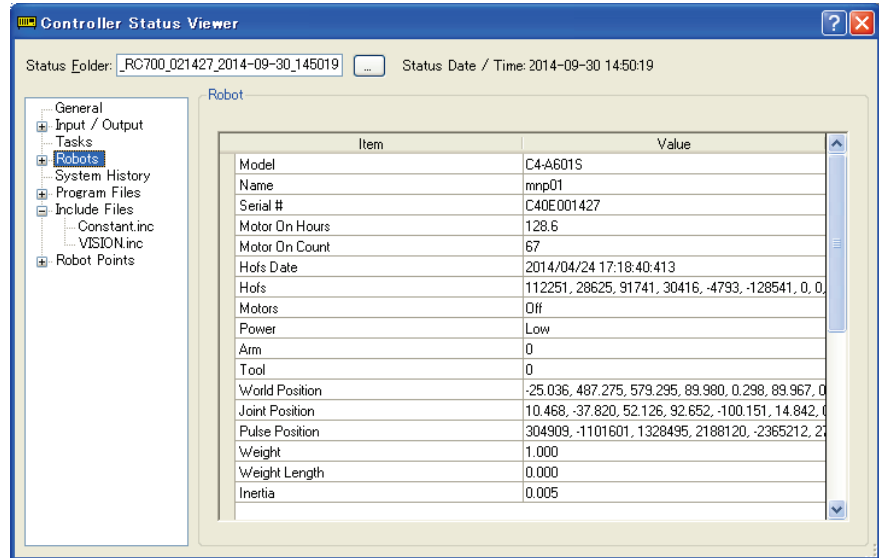 Controller Status Viewer
Status Folder: _RC700_021427_2014-09-30_145019 ... Status Date / Time: 2014-09-30 14:50:19
General
Input / Output
Tasks
Robots
System History
Program Files
Include Files
Constant.inc
VISION.inc
Robot Points
Robot
Item Value
Model C4-A601S
Name mnp01
Serial # C40E001427
Motor On Hours 128.6
Motor On Count 67
Hofs Date 2014/04/24 17:18:40:413
Hofs 112251, 28625, 91741, 30416, -4793, -128541, 0, 0,
Motors Off
Power Low
Arm 0
Tool 0
World Position -25.036, 487.275, 579.295, 89.980, 0.298, 89.967, 0
Joint Position 10.468, -37.820, 52.126, 92.652, -100.151, 14.842,
Pulse Position 304909, -1101601, 1328495, 2188120, -2365212,
Weight 1.000
Weight Length 0.000
Inertia 0.005